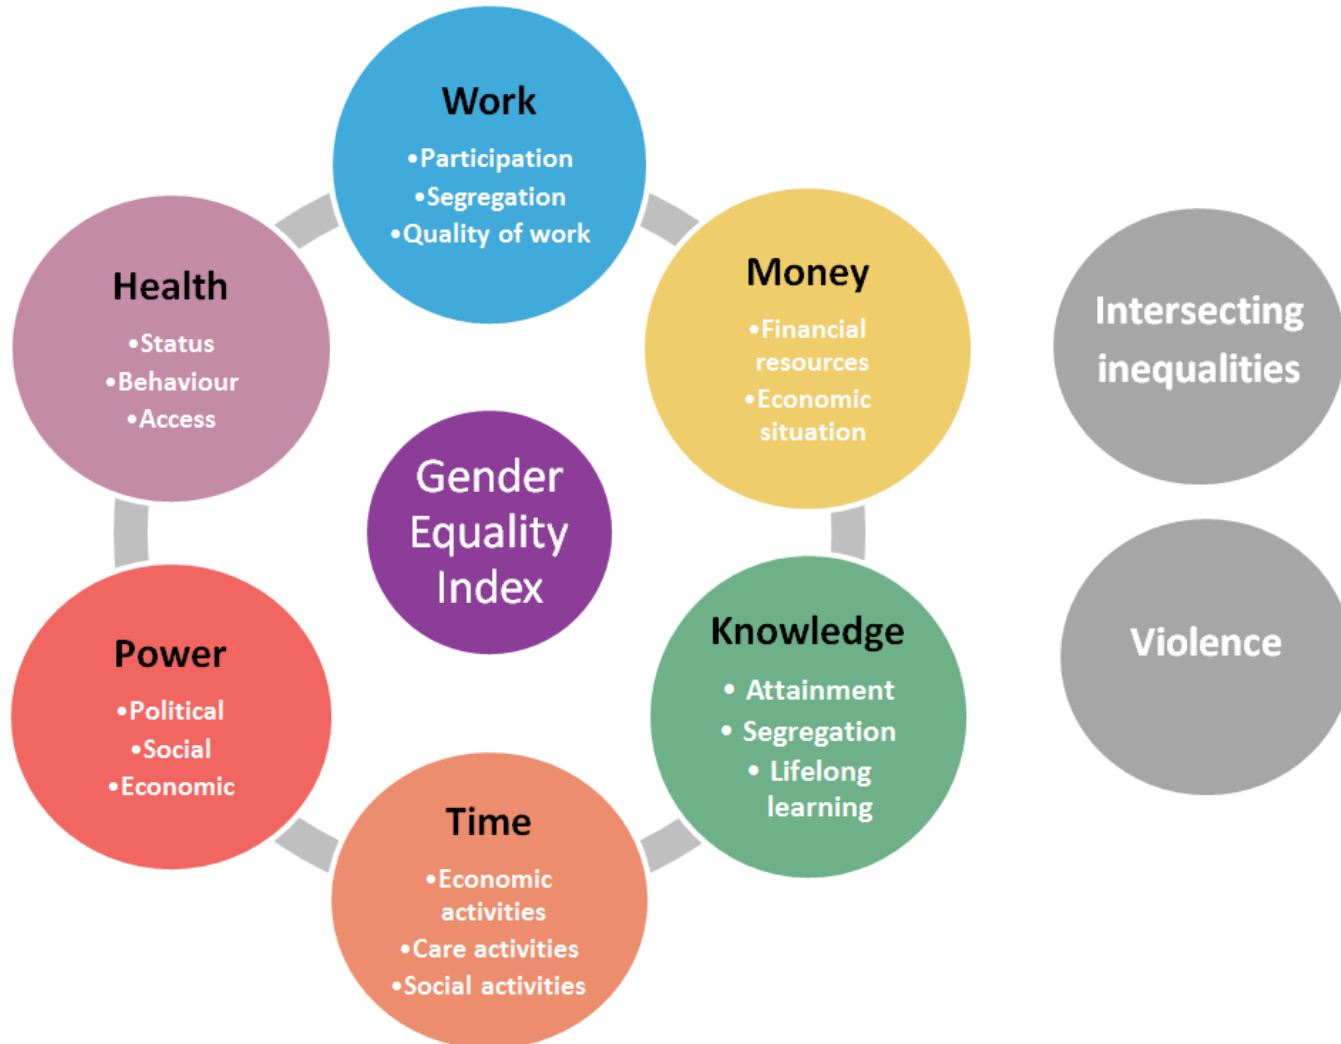 Work
•Participation
•Segregation
•Quality of work
Money
•Financial
resources
•Economic
situation
Knowledge
• Attainment
• Segregation
• Lifelong
learning
Time
•Economic
activities
•Care activities
•Social activities
Power
•Political
•Social
•Economic
Health
•Status
•Behaviour
•Access
Gender
Equality
Index
Intersecting
inequalities
Violence